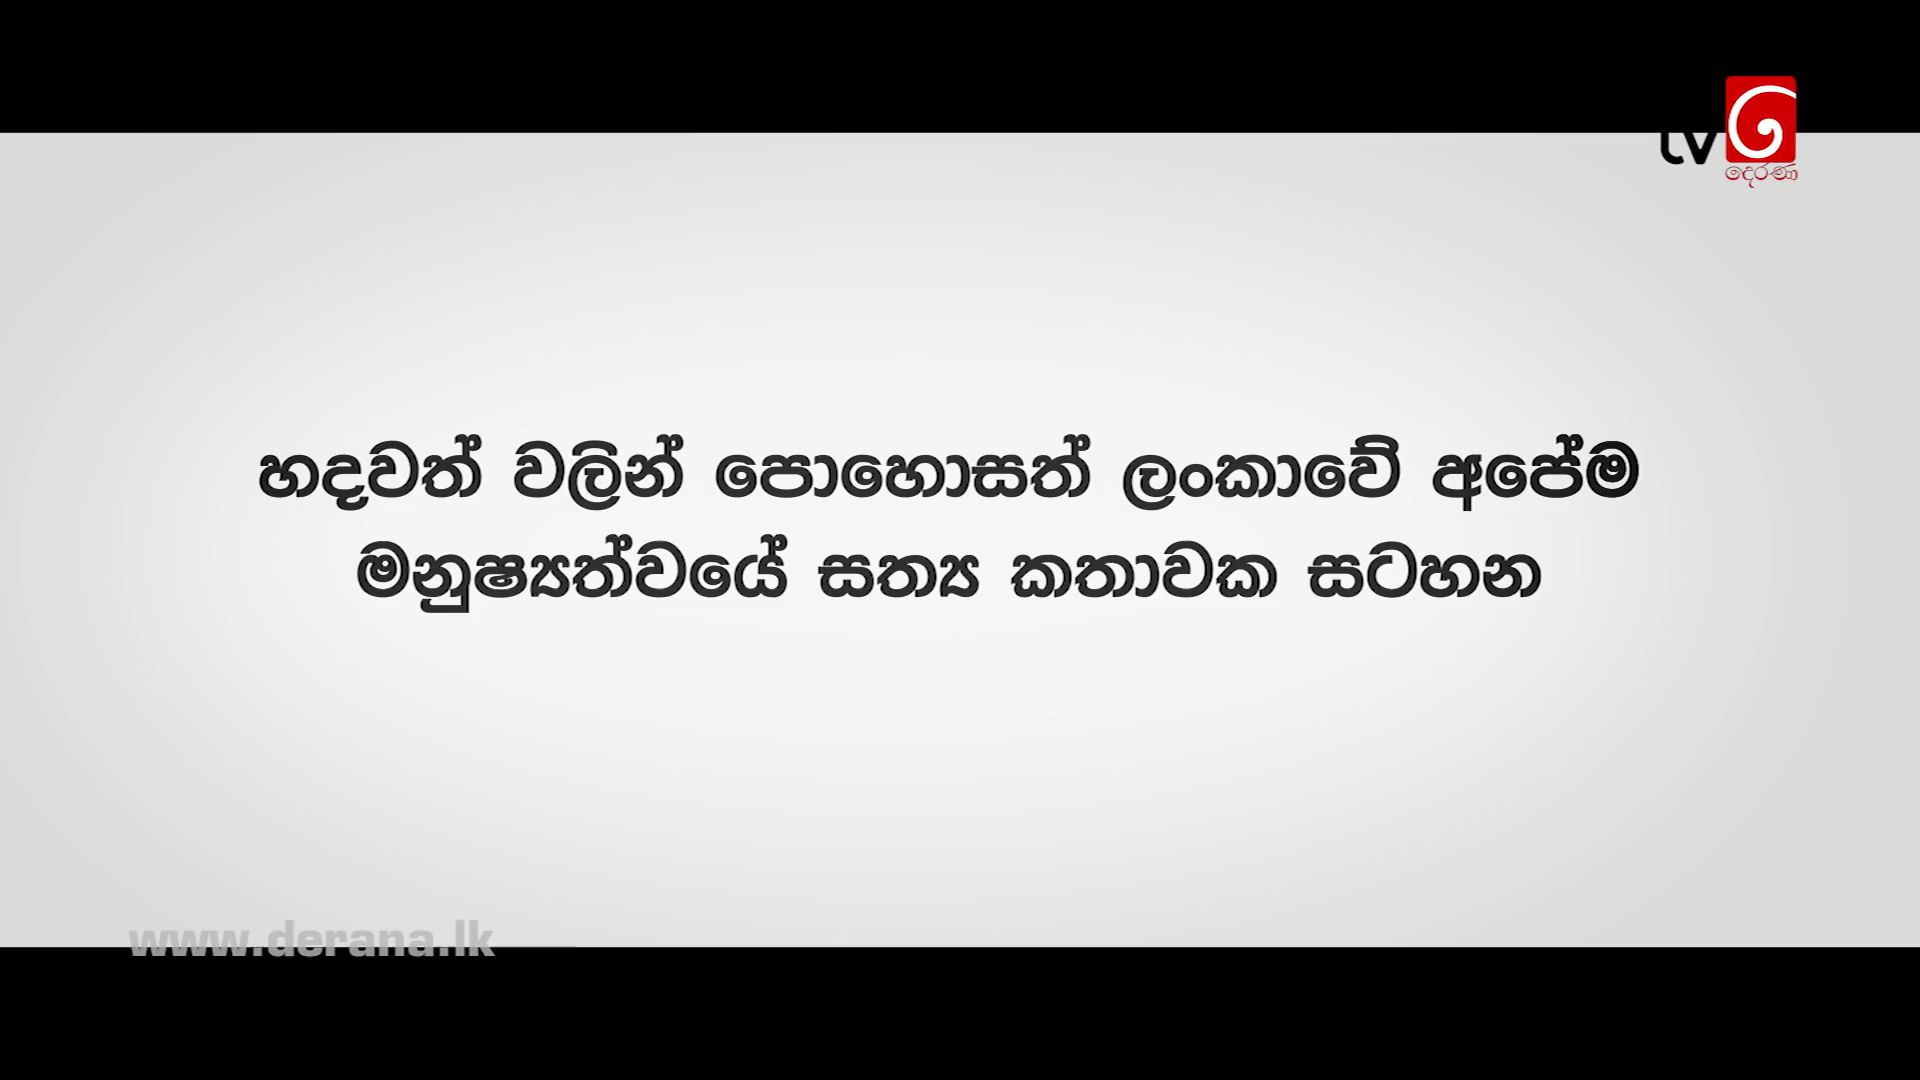 tv
දෙරණ
හදවත් වලින් පොහොසත් ලංකාවේ අපේම
මනුෂ්‍යත්වයේ සත්‍ය කතාවක සටහන
www.derana.lk